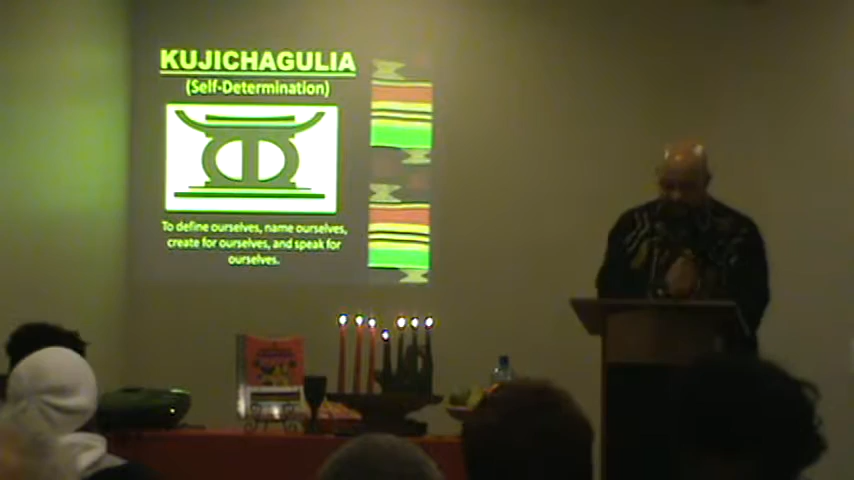 KUJICHAGULIA
(Self-Determination)
To define ourselves, name ourselves,
create for ourselves, and speak for
ourselves.